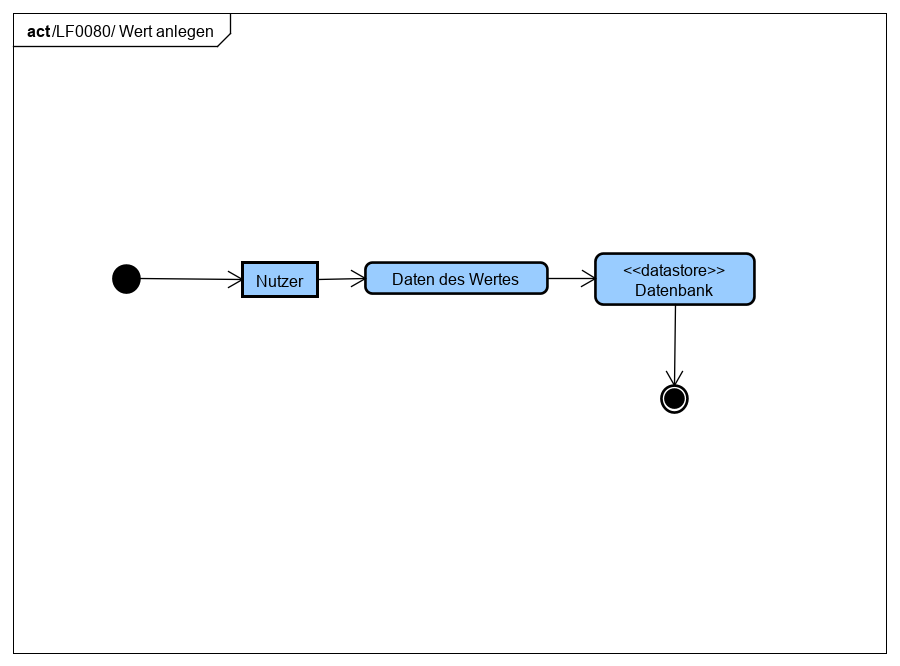 act /LF0080/ Wert anlegen
Nutzer
Daten des Wertes
<<datastore>>
Datenbank